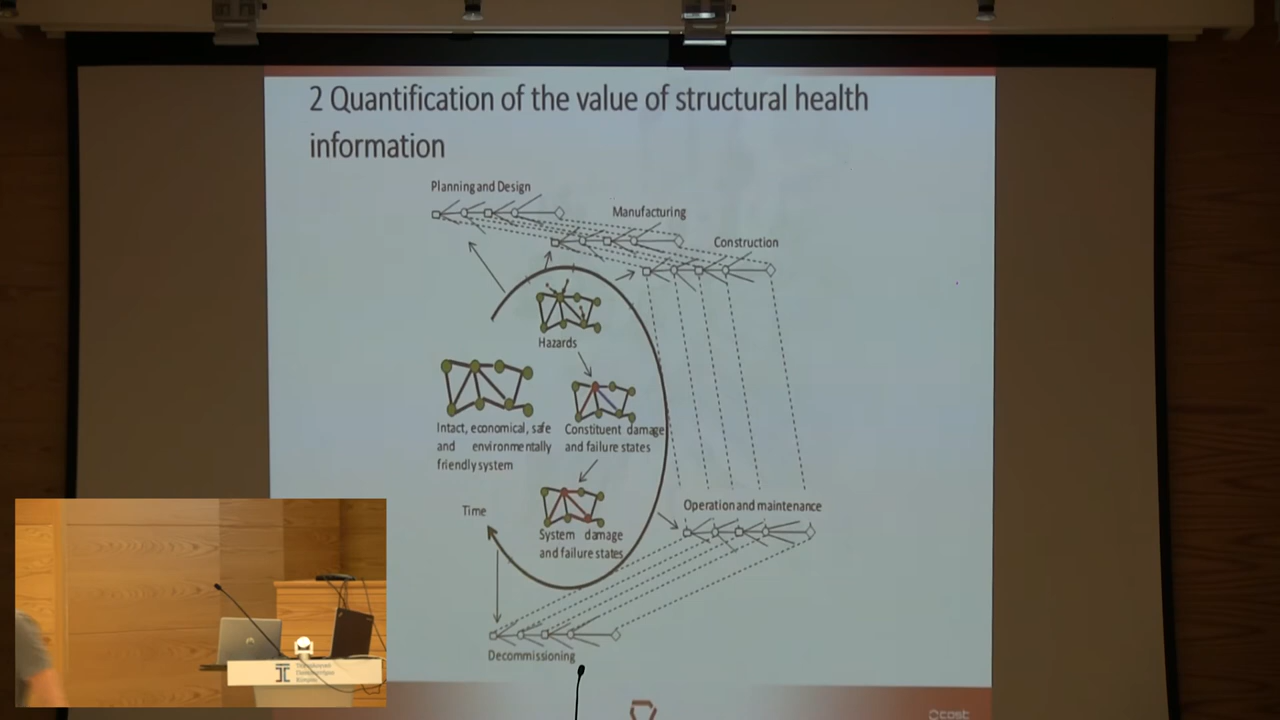 2 Quantification of the value of structural health
information
Planning and Design
Manufacturing
Construction
Hazards
Intact, economical, safe
and environmentally
friendly system
Constituent damage
and failure states
Time
System damage
and failure states
Operation and maintenance
Decommissioning
cost